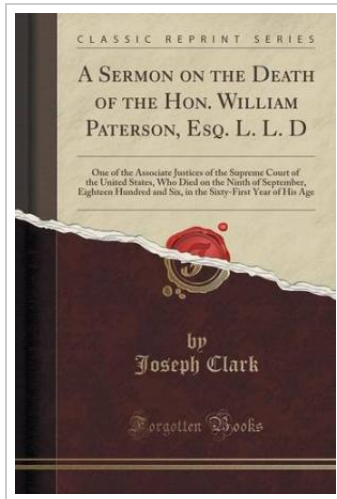 CLASSIC REPRINT SERIES
A SERMON ON THE DEATH
OF THE HON. WILLIAM
PATERSON, ESQ. L. L. D
One of the Associate Justices of the Supreme Court of
the United States, Who Died on the Ninth of September,
Eighteen Hundred and Six, in the Sixty-First Year of His Age
by
Joseph Clark
Forgotten Books